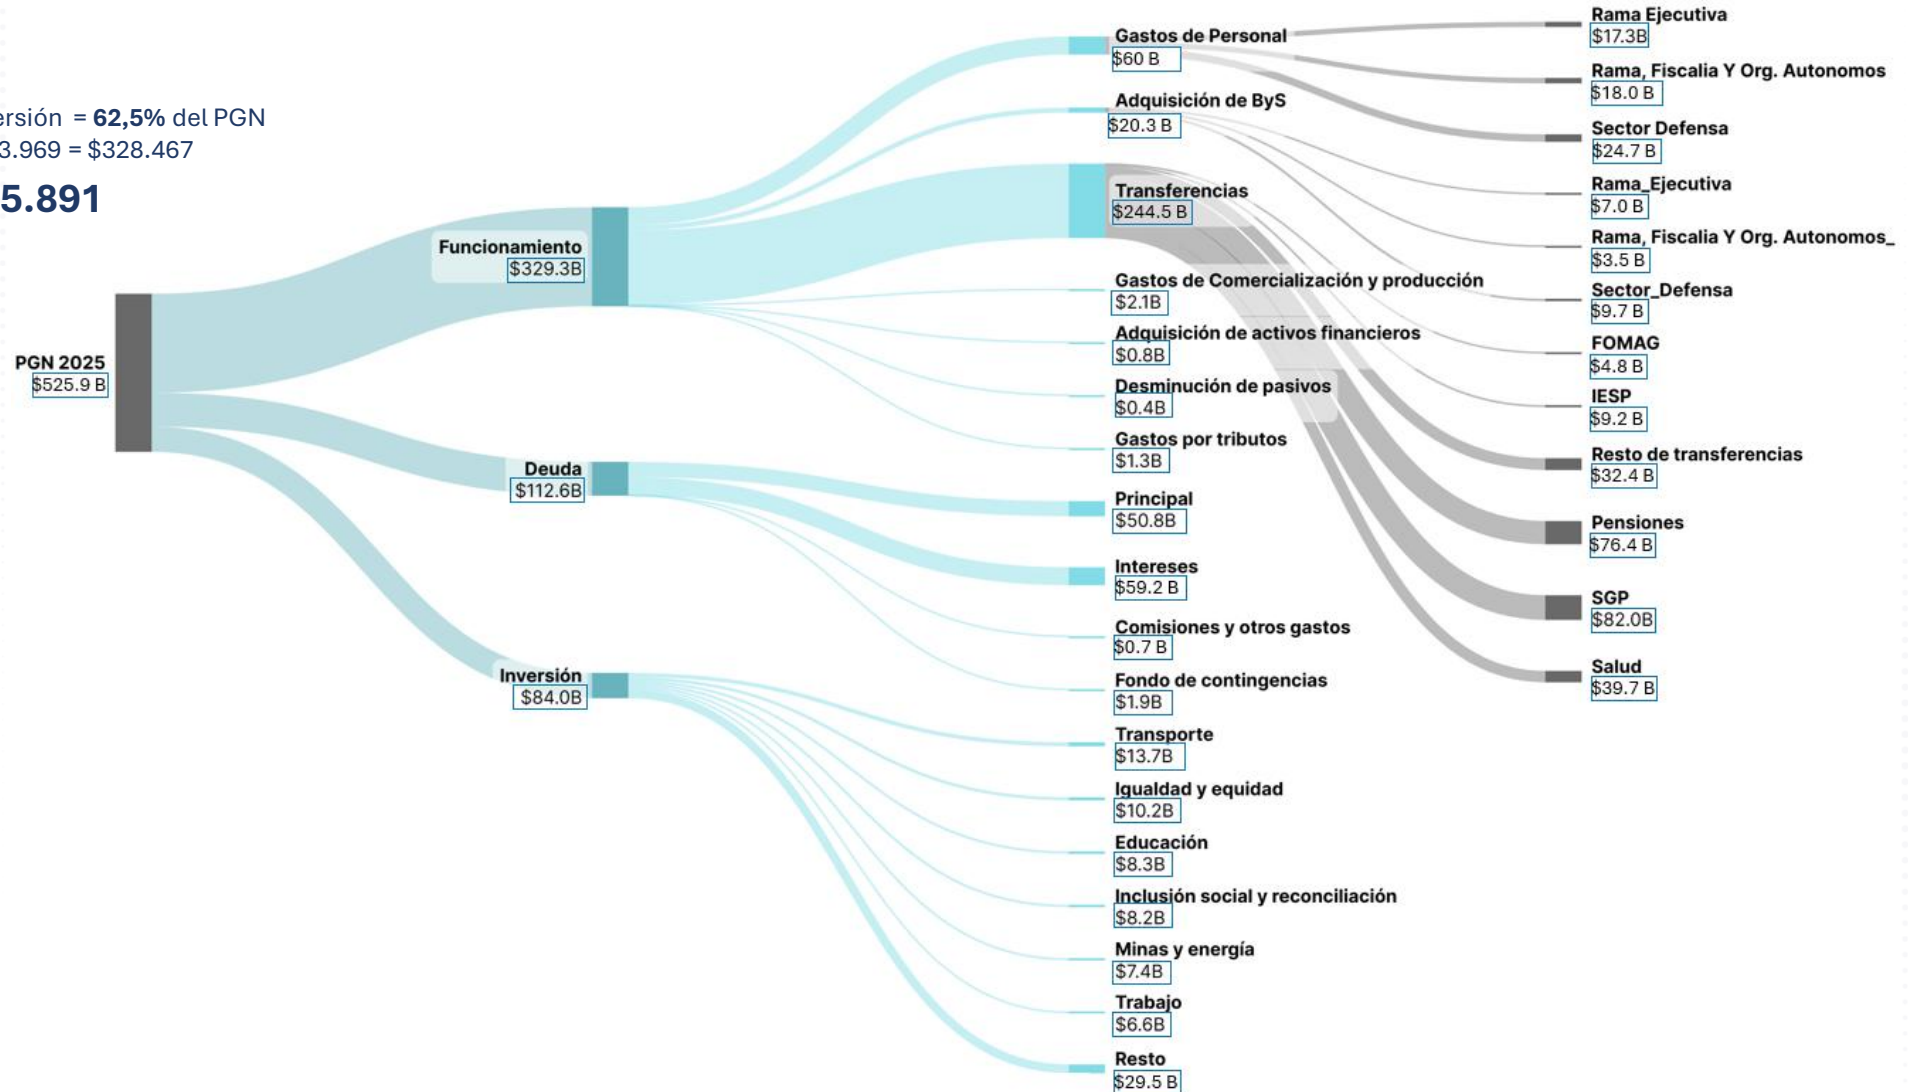 ersión = 62,5% del PGN
3.969 = $328.467
5.891
PGN 2025
$525.9 B
Funcionamiento
$329.3B
Deuda
$112.6B
Inversión
$84.0B
Gastos de Personal
$60 B
Adquisición de ByS
$20.3 B
Transferencias
$244.5 B
Gastos de Comercialización y producción
$2.1B
Adquisición de activos financieros
$0.8B
Desminución de pasivos
$0.4B
Gastos por tributos
$1.3B
Principal
$50.8B
Intereses
$59.2 B
Comisiones y otros gastos
$0.7 B
Fondo de contingencias
$1.9B
Transporte
$13.7B
Igualdad y equidad
$10.2B
Educación
$8.3B
Inclusión social y reconciliación
$8.2B
Minas y energía
$7.4B
Trabajo
$6.6B
Resto
$29.5 B
Rama Ejecutiva
$17.3B
Rama, Fiscalia Y Org. Autonomos
$18.0 B
Sector Defensa
$24.7 B
Rama_Ejecutiva
$7.0 B
Rama, Fiscalia Y Org. Autonomos_
$3.5 B
Sector_Defensa
$9.7 B
FOMAG
$4.8 B
IESP
$9.2 B
Resto de transferencias
$32.4 B
Pensiones
$76.4 B
SGP
$82.0B
Salud
$39.7 B